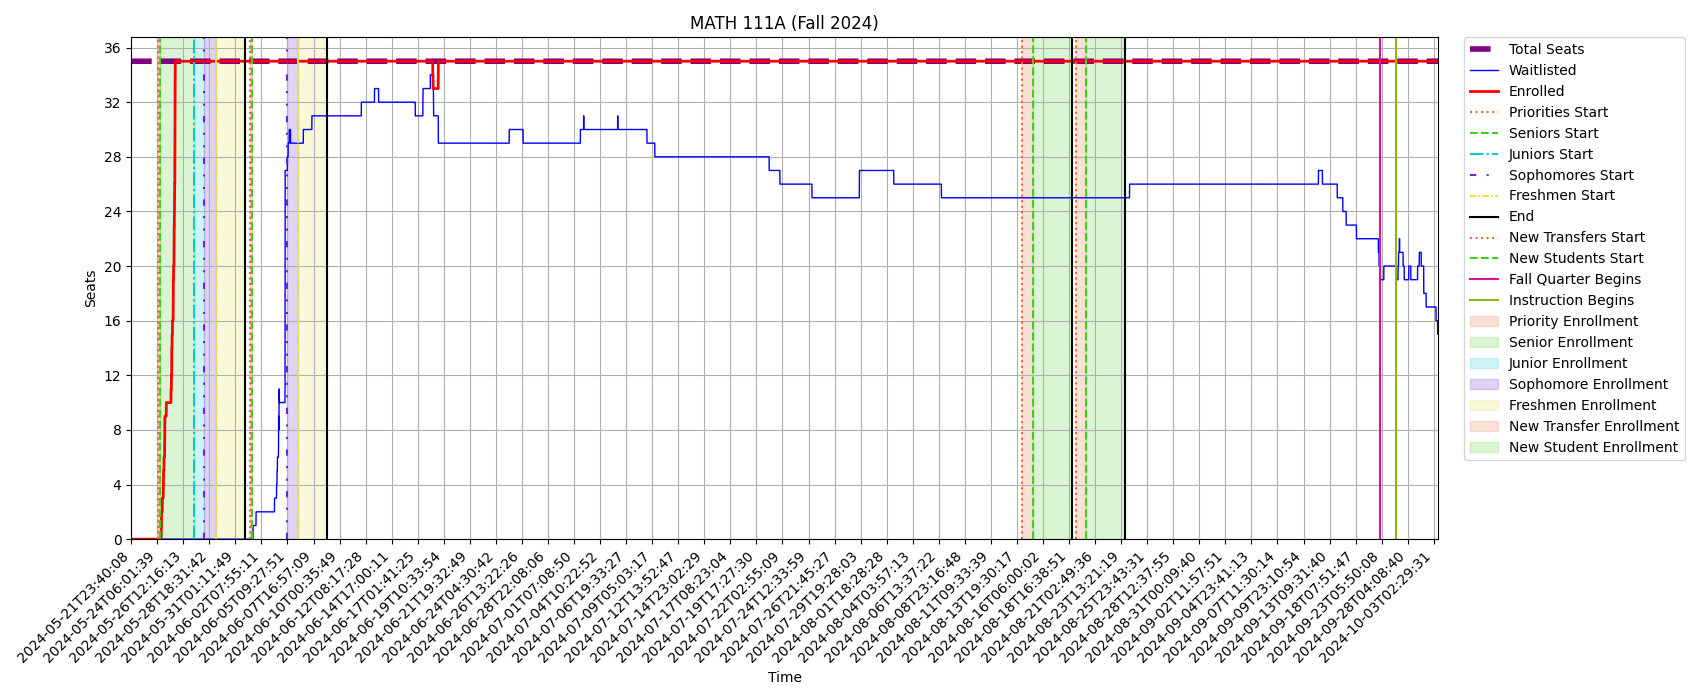 MATH 111A (Fall 2024)
Seats
36
32
28
24
20
16
12
8
4
0
2024-05-21T23:40:08
2024-05-24T06:01:39
2024-05-26T12:16:13
2024-05-28T18:31:42
2024-05-31T01:11:49
2024-06-02T07:55:11
2024-06-05T09:27:51
2024-06-07T16:57:09
2024-06-10T00:35:49
2024-06-12T08:17:28
2024-06-14T17:00:11
2024-06-17T01:41:25
2024-06-19T10:33:54
2024-06-21T19:32:49
2024-06-24T04:30:42
2024-06-26T13:22:26
2024-06-28T22:08:06
2024-07-01T07:08:50
2024-07-04T10:22:52
2024-07-06T19:33:27
2024-07-09T05:03:17
2024-07-12T13:52:47
2024-07-14T23:02:29
2024-07-17T08:23:04
2024-07-19T17:27:30
2024-07-22T02:55:09
2024-07-24T12:33:59
2024-07-26T21:45:27
2024-07-29T19:28:03
2024-08-01T18:28:28
2024-08-04T03:57:13
2024-08-06T13:37:22
2024-08-08T23:16:48
2024-08-11T09:33:39
2024-08-13T19:30:17
2024-08-16T06:00:02
2024-08-18T16:38:51
2024-08-21T02:49:36
2024-08-23T13:21:19
2024-08-25T23:43:31
2024-08-28T12:37:55
2024-08-31T00:09:40
2024-09-02T11:57:51
2024-09-04T23:41:13
2024-09-07T11:30:14
2024-09-09T23:10:54
2024-09-13T09:31:40
2024-09-18T07:51:47
2024-09-23T05:50:08
2024-09-28T04:08:40
2024-10-03T02:29:31
Time
Total Seats
Waitlisted
Enrolled
Priorities Start
Seniors Start
Juniors Start
Sophomores Start
Freshmen Start
End
New Transfers Start
New Students Start
Fall Quarter Begins
Instruction Begins
Priority Enrollment
Senior Enrollment
Junior Enrollment
Sophomore Enrollment
Freshmen Enrollment
New Transfer Enrollment
New Student Enrollment